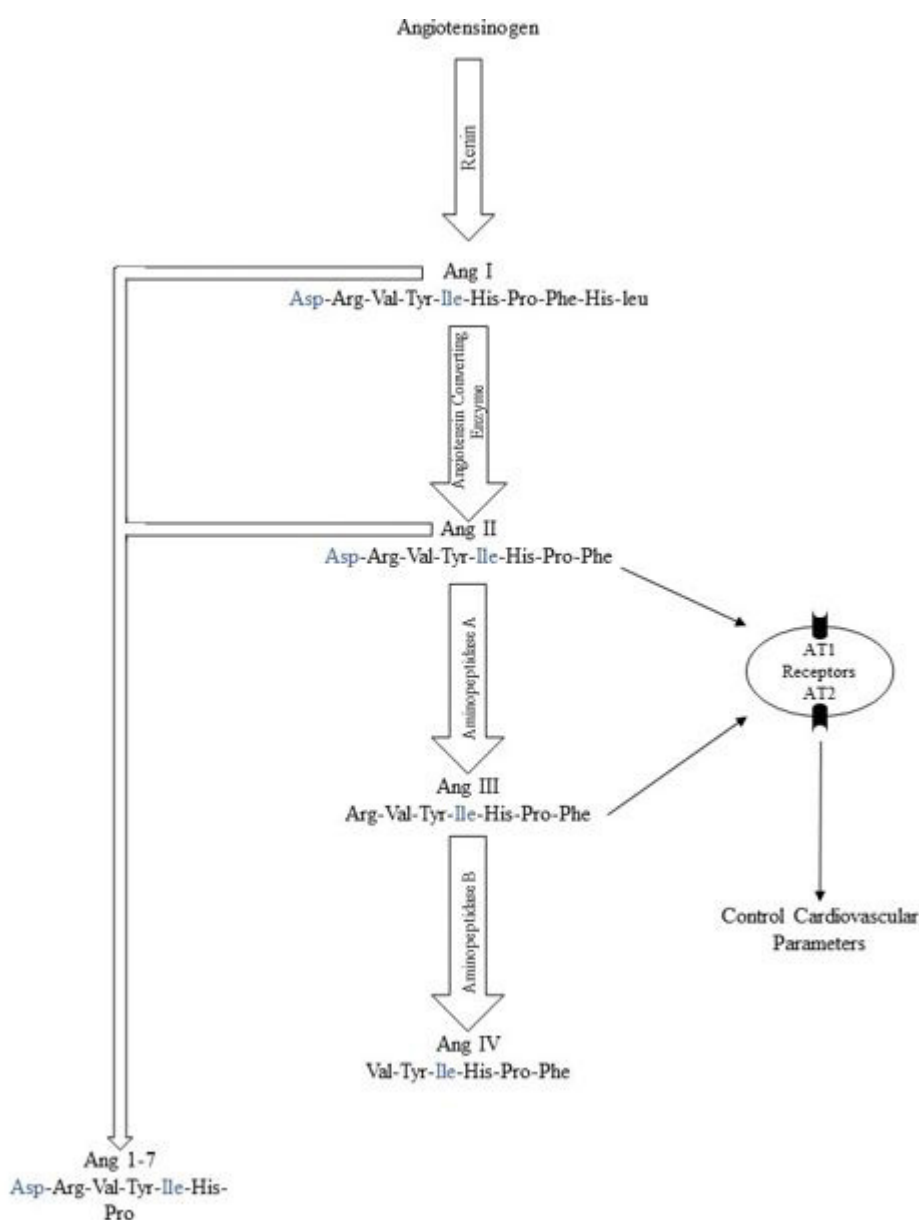 Angiotensinogen
Renin
Ang I
Asp-Arg-Val-Tyr-Ile-His-Pro-Phe-His-leu
Angiotensin Converting
Enzyme
Ang II
Asp-Arg-Val-Tyr-Ile-His-Pro-Phe
AT1
Receptors
AT2
Aminopeptidase A
Ang III
Arg-Val-Tyr-Ile-His-Pro-Phe
Control Cardiovascular
Parameters
Aminopeptidase B
Ang IV
Val-Tyr-Ile-His-Pro-Phe
Ang 1-7
Asp-Arg-Val-Tyr-Ile-His-
Pro